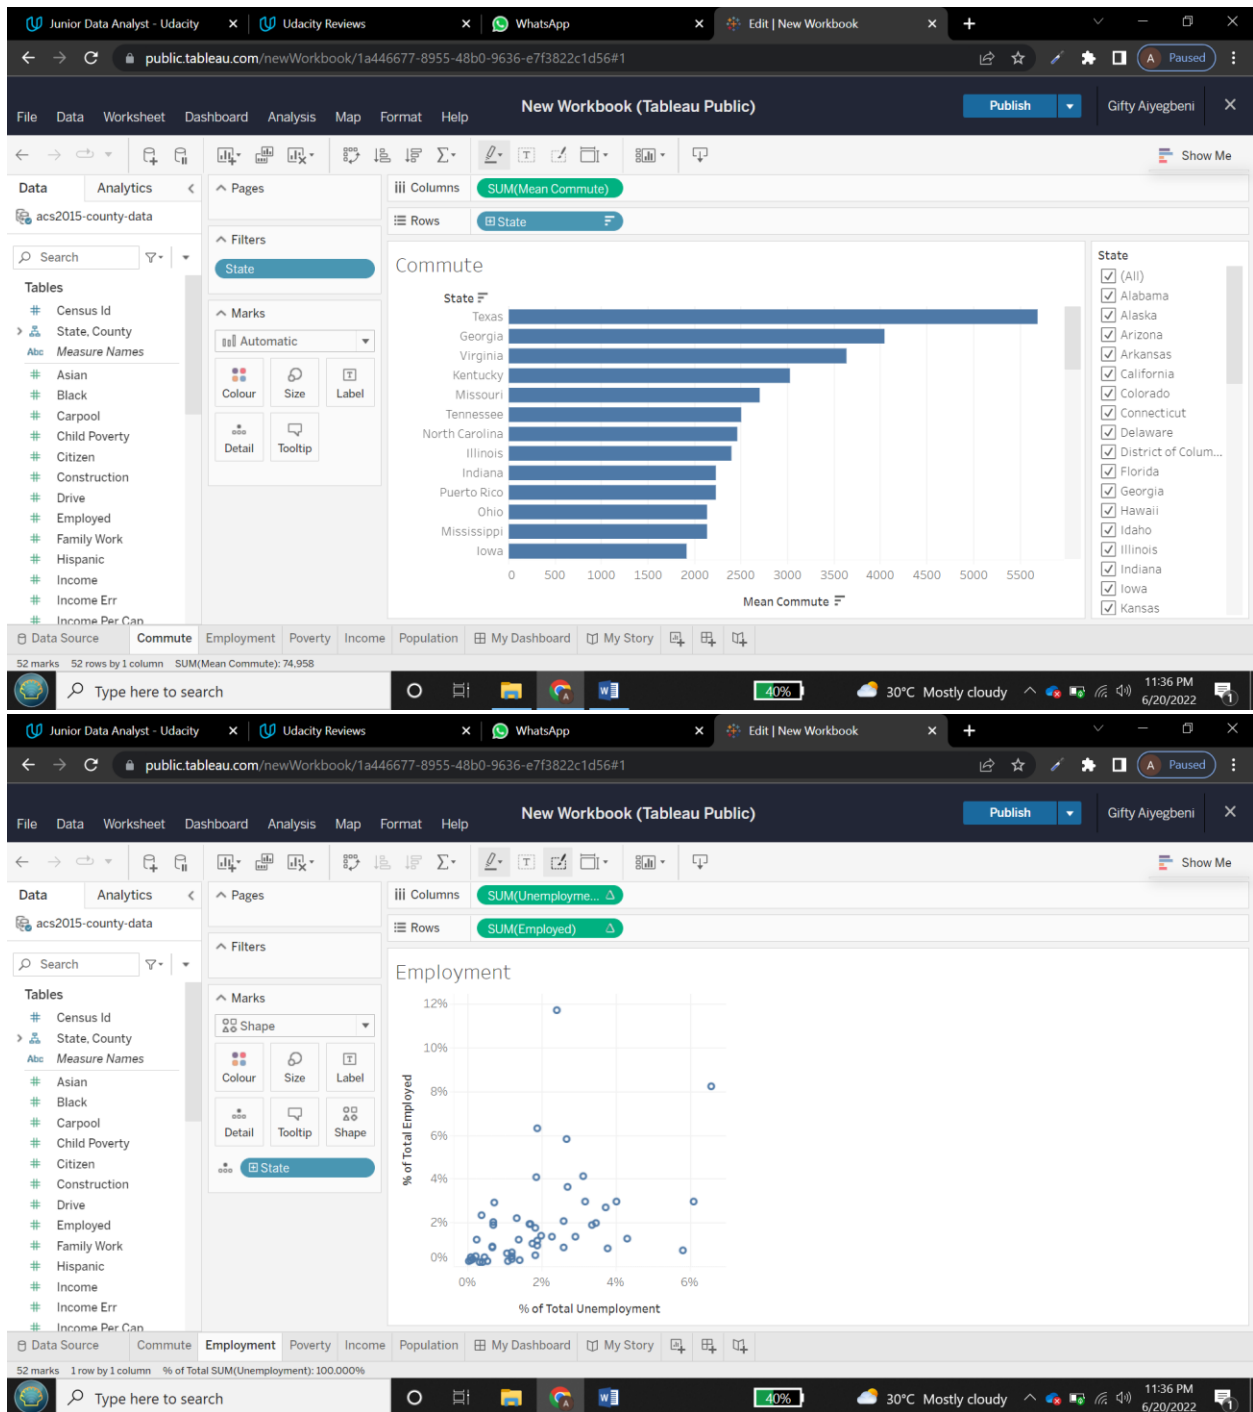 Junior Data Analyst - Udacity Udacity Reviews WhatsApp Edit | New Workbook
public.tableau.com/newWorkbook/1a446677-8955-48b0-9636-e7f3822c1d56#1 A Paused
New Workbook (Tableau Public) Publish Gifty Aiyegbeni
File Data Worksheet Dashboard Analysis Map Format Help
Show Me
Data Analytics Pages Columns SUM(Mean Commute)
acs2015-county-data Rows State
Filters
Search State Commute State
Tables (All)
Census Id State Alabama
State, County Marks Texas Alaska
Abc Measure Names Automatic Georgia Arizona
Asian Virginia Arkansas
Black Kentucky California
Carpool Colour Size Label Missouri Colorado
Child Poverty Tennessee Connecticut
Citizen Detail Tooltip North Carolina Delaware
Construction Illinois District of Colum...
Drive Indiana Florida
Employed Puerto Rico Georgia
Family Work Ohio Hawaii
Hispanic Mississippi Idaho
Income Iowa Illinois
Income Err 0 500 1000 1500 2000 2500 3000 3500 4000 4500 5000 5500 Indiana
Income Per Cap Mean Commute Iowa
Kansas
Data Source Commute Employment Poverty Income Population My Dashboard My Story
52 marks 52 rows by 1 column SUM(Mean Commute): 74,958
Type here to search 40% 30°C Mostly cloudy 11:36 PM
6/20/2022 1
Junior Data Analyst - Udacity Udacity Reviews WhatsApp Edit | New Workbook
public.tableau.com/newWorkbook/1a446677-8955-48b0-9636-e7f3822c1d56#1 A Paused
New Workbook (Tableau Public) Publish Gifty Aiyegbeni
File Data Worksheet Dashboard Analysis Map Format Help
Show Me
Data Analytics Pages Columns SUM(Unemployme...
acs2015-county-data Rows SUM(Employed)
Filters
Search Employment
Tables Marks 12%
Census Id Shape
State, County 10%
Abc Measure Names Colour Size Label
Asian 8%
Black
Carpool Detail Tooltip Shape 6%
Child Poverty % of Total Employed
Citizen State 4%
Construction
Drive 2%
Employed
Family Work 0%
Hispanic
Income 0% 2% 4% 6%
Income Err % of Total Unemployment
Income Per Cap
Data Source Commute Employment Poverty Income Population My Dashboard My Story
52 marks 1 row by 1 column % of Total SUM(Unemployment): 100.000%
Type here to search 40% 30°C Mostly cloudy 11:36 PM
6/20/2022 1